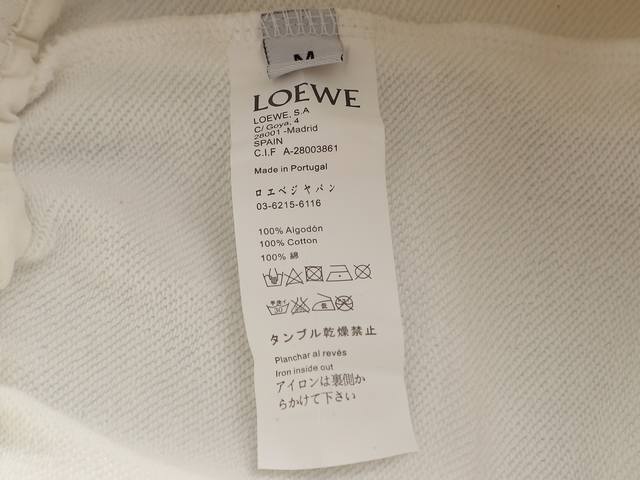 M
LOEWE
LOEWE, S.A
C/ Goya, 4
28001 -Madrid
SPAIN
C.I.F A-28003861
Made in Portugal
ロエベジャパン
03-6215-6116
100% Algodón
100% Cotton
100% 綿
30
タンブル乾燥禁止
Planchar al revés
Iron inside out
アイロンは裏側か
らかけて下さい